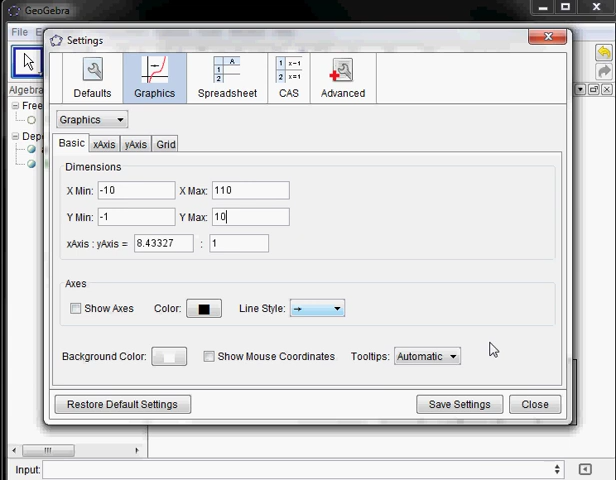 GeoGebra
File E
Settings
Defaults
Graphics
Spreadsheet
CAS
Advanced
Algebra
Free
Depe
Graphics
Basic xAxis yAxis Grid
Dimensions
X Min: -10 X Max: 110
Y Min: -1 Y Max: 10
xAxis : yAxis = 8.43327 : 1
Axes
Show Axes Color: Line Style:
Background Color: Show Mouse Coordinates Tooltips: Automatic
Restore Default Settings Save Settings Close
Input: